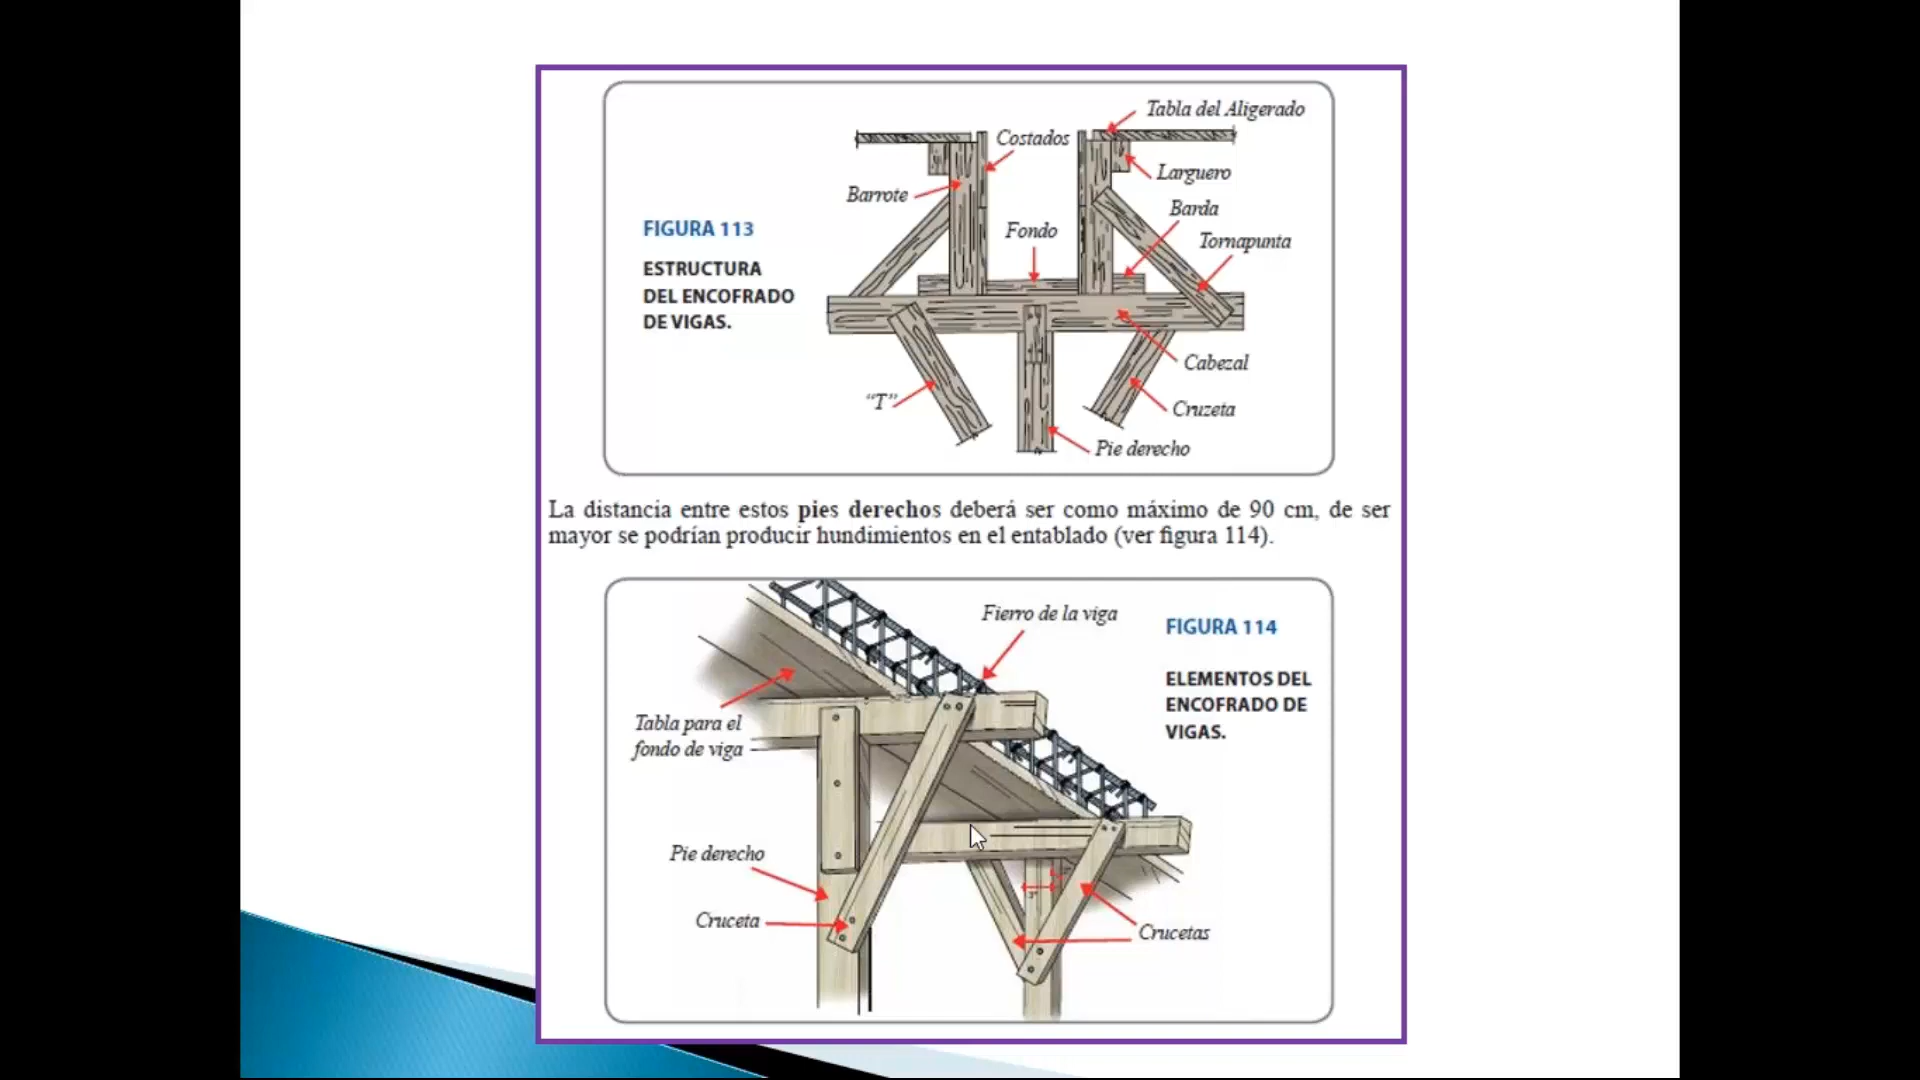 Tabla del Aligerado
Costados
Larguero
Barrote
Barda
FIGURA 113
Fondo
Tornapunta
ESTRUCTURA
DEL ENCOFRADO
DE VIGAS.
Cabezal
“T”
Cruzeta
Pie derecho
La distancia entre estos pies derechos deberá ser como máximo de 90 cm, de ser
mayor se podrían producir hundimientos en el entablado (ver figura 114).
Fierro de la viga
FIGURA 114
ELEMENTOS DEL
ENCOFRADO DE
VIGAS.
Tabla para el
fondo de viga
Pie derecho
Cruceta
Crucetas
3"